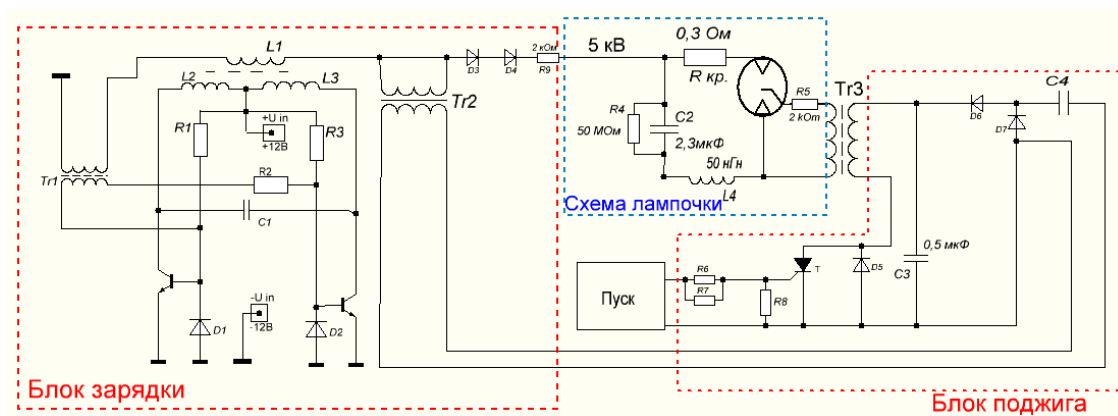 L1
L2
L3
R1
+U in
+12В
R3
Tr1
R2
C1
D1
-U in
-12В
D2
Блок зарядки
Tr2
D3
D4
2 кОм
R9
5 кВ
0,3 Ом
R кр.
R4
50 МОм
C2
2,3мкФ
50 нГн
L4
R5
2 kОm
Схема лампочки
Tr3
D6
D7
C4
Пуск
R6
R7
R8
T
D5
C3
0,5 мкФ
Блок поджига